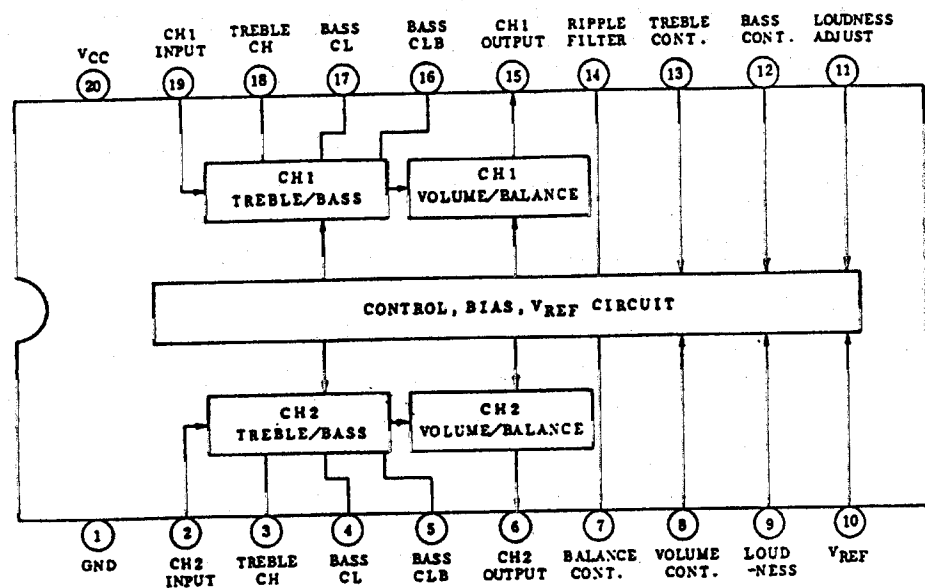 VCC
CH1
INPUT
TREBLE
CH
BASS
CL
BASS
CLB
CH1
OUTPUT
RIPPLE
FILTER
TREBLE
CONT.
BASS
CONT.
LOUDNESS
ADJUST
20
19
18
17
16
15
14
13
12
11
CH1
TREBLE/BASS
CH1
VOLUME/BALANCE
CONTROL, BIAS, VREF CIRCUIT
CH2
TREBLE/BASS
CH2
VOLUME/BALANCE
1
2
3
4
5
6
7
8
9
10
GND
CH2
INPUT
TREBLE
CH
BASS
CL
BASS
CLB
CH2
OUTPUT
BALANCE
CONT.
VOLUME
CONT.
LOUD
-NESS
VREF